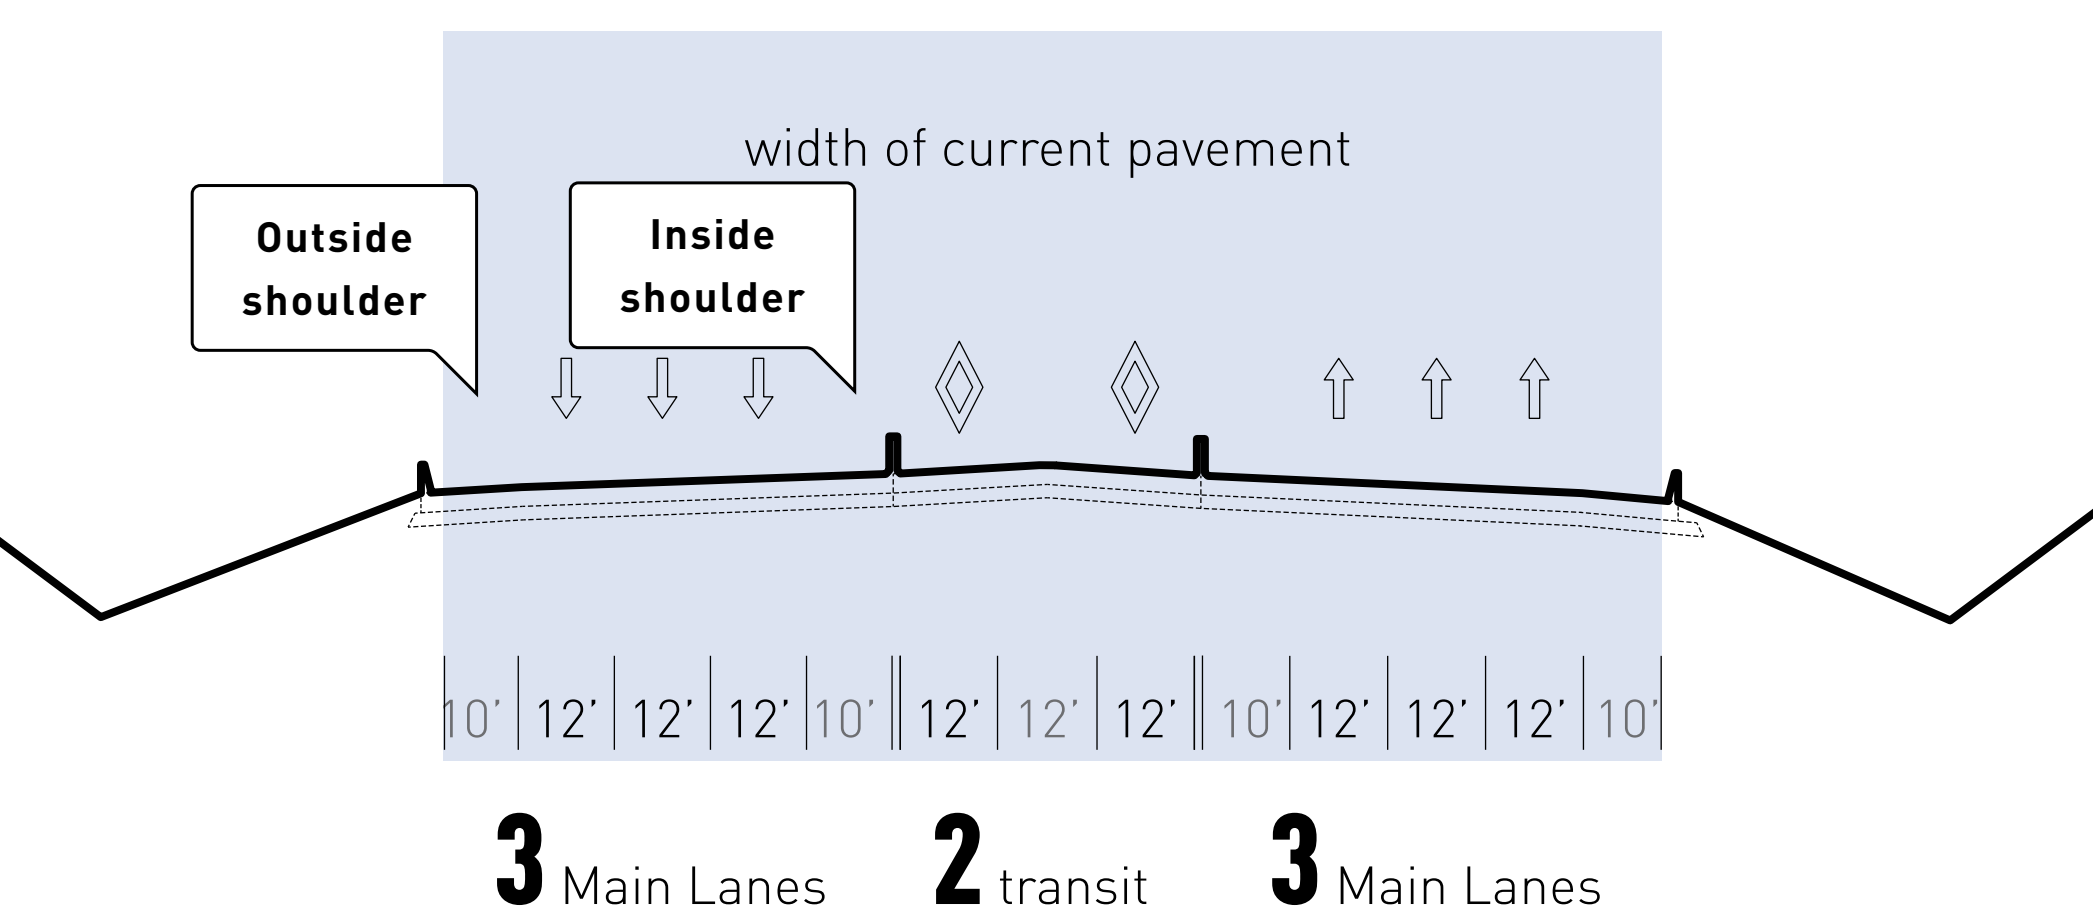 width of current pavement
Outside
shoulder
Inside
shoulder
10’ 12’ 12’ 12’ 10’ 12’ 12’ 12’ 10’ 12’ 12’ 12’ 10’
3 Main Lanes 2 transit 3 Main Lanes